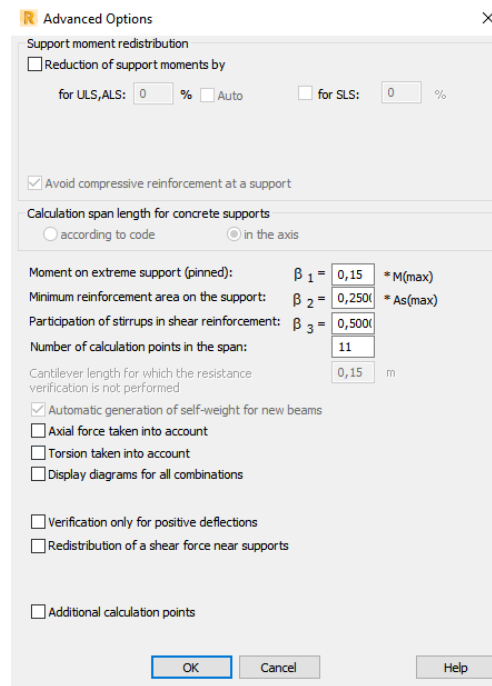 R Advanced Options
Support moment redistribution
Reduction of support moments by
for ULS,ALS: 0 % Auto for SLS: 0 %
Avoid compressive reinforcement at a support
Calculation span length for concrete supports
according to code in the axis
Moment on extreme support (pinned): β 1 = 0,15 * M(max)
Minimum reinforcement area on the support: β 2 = 0,250 * As(max)
Participation of stirrups in shear reinforcement: β 3 = 0,500
Number of calculation points in the span: 11
Cantilever length for which the resistance 0,15 m
verification is not performed
Automatic generation of self-weight for new beams
Axial force taken into account
Torsion taken into account
Display diagrams for all combinations
Verification only for positive deflections
Redistribution of a shear force near supports
Additional calculation points
OK Cancel Help